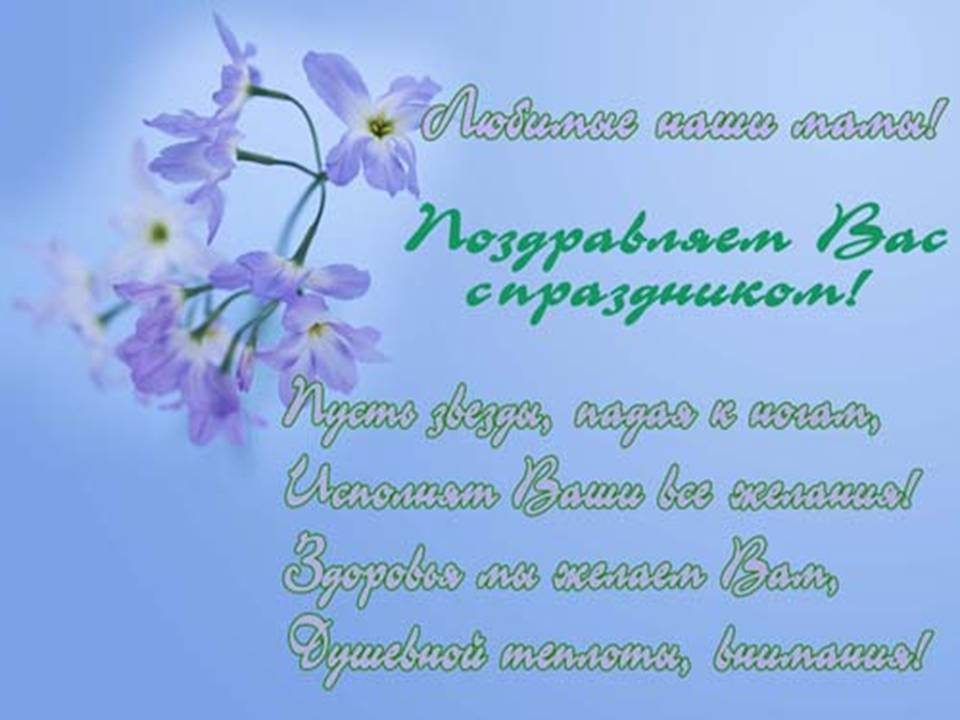 Любимые наши мамы!
Поздравляем Вас
с праздником!
Пусть звезды, падая к ногам,
Исполнят Ваши все желания!
Здоровья мы желаем Вам,
Душевной теплоты, внимания!